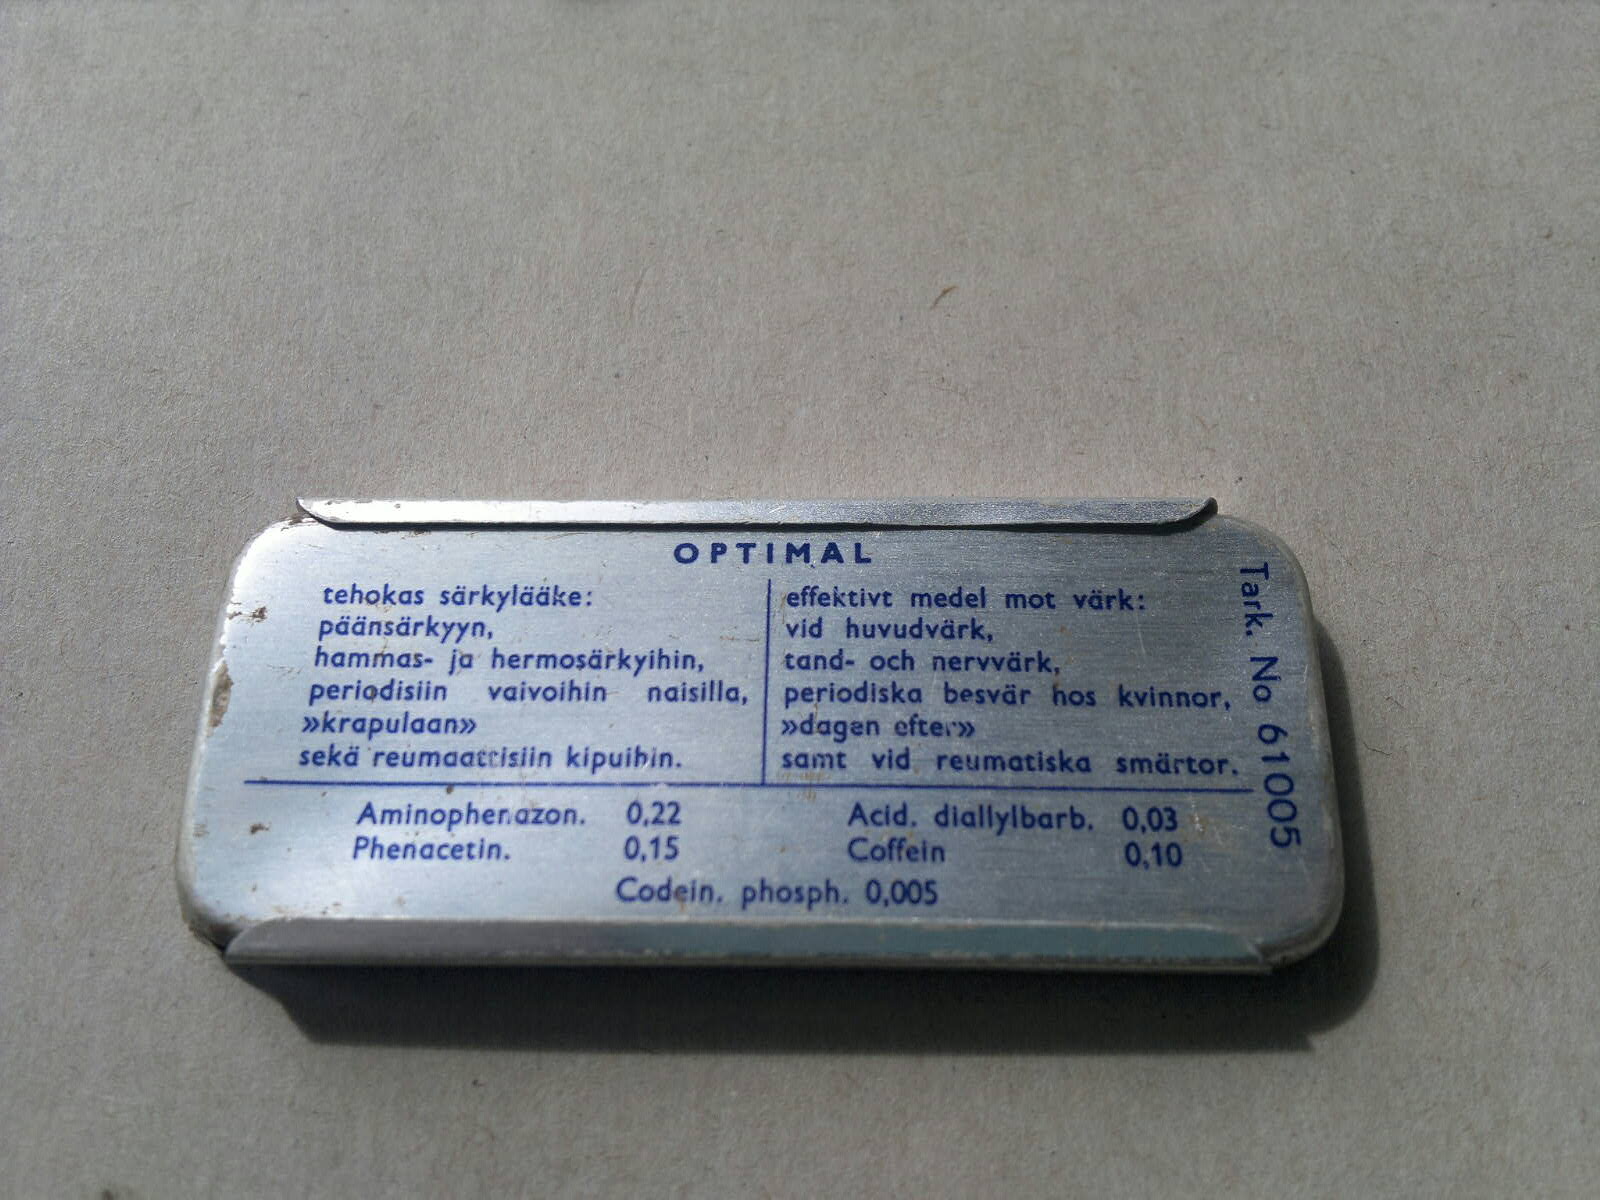 OPTIMAL
tehokas särkylääke:
päänsärkyyn,
hammas- ja hermosärkyihin,
periodisiin vaivoihin naisilla,
»krapulaan»
sekä reumaattisiin kipuihin.
effektivt medel mot värk:
vid huvudvärk,
tand- och nervvärk,
periodiska besvär hos kvinnor,
»dagen efter»
samt vid reumatiska smärtor.
Aminophenazon. 0,22
Phenacetin. 0,15
Acid. diallylbarb. 0,03
Coffein 0,10
Codein. phosph. 0,005
Tark. No 61005